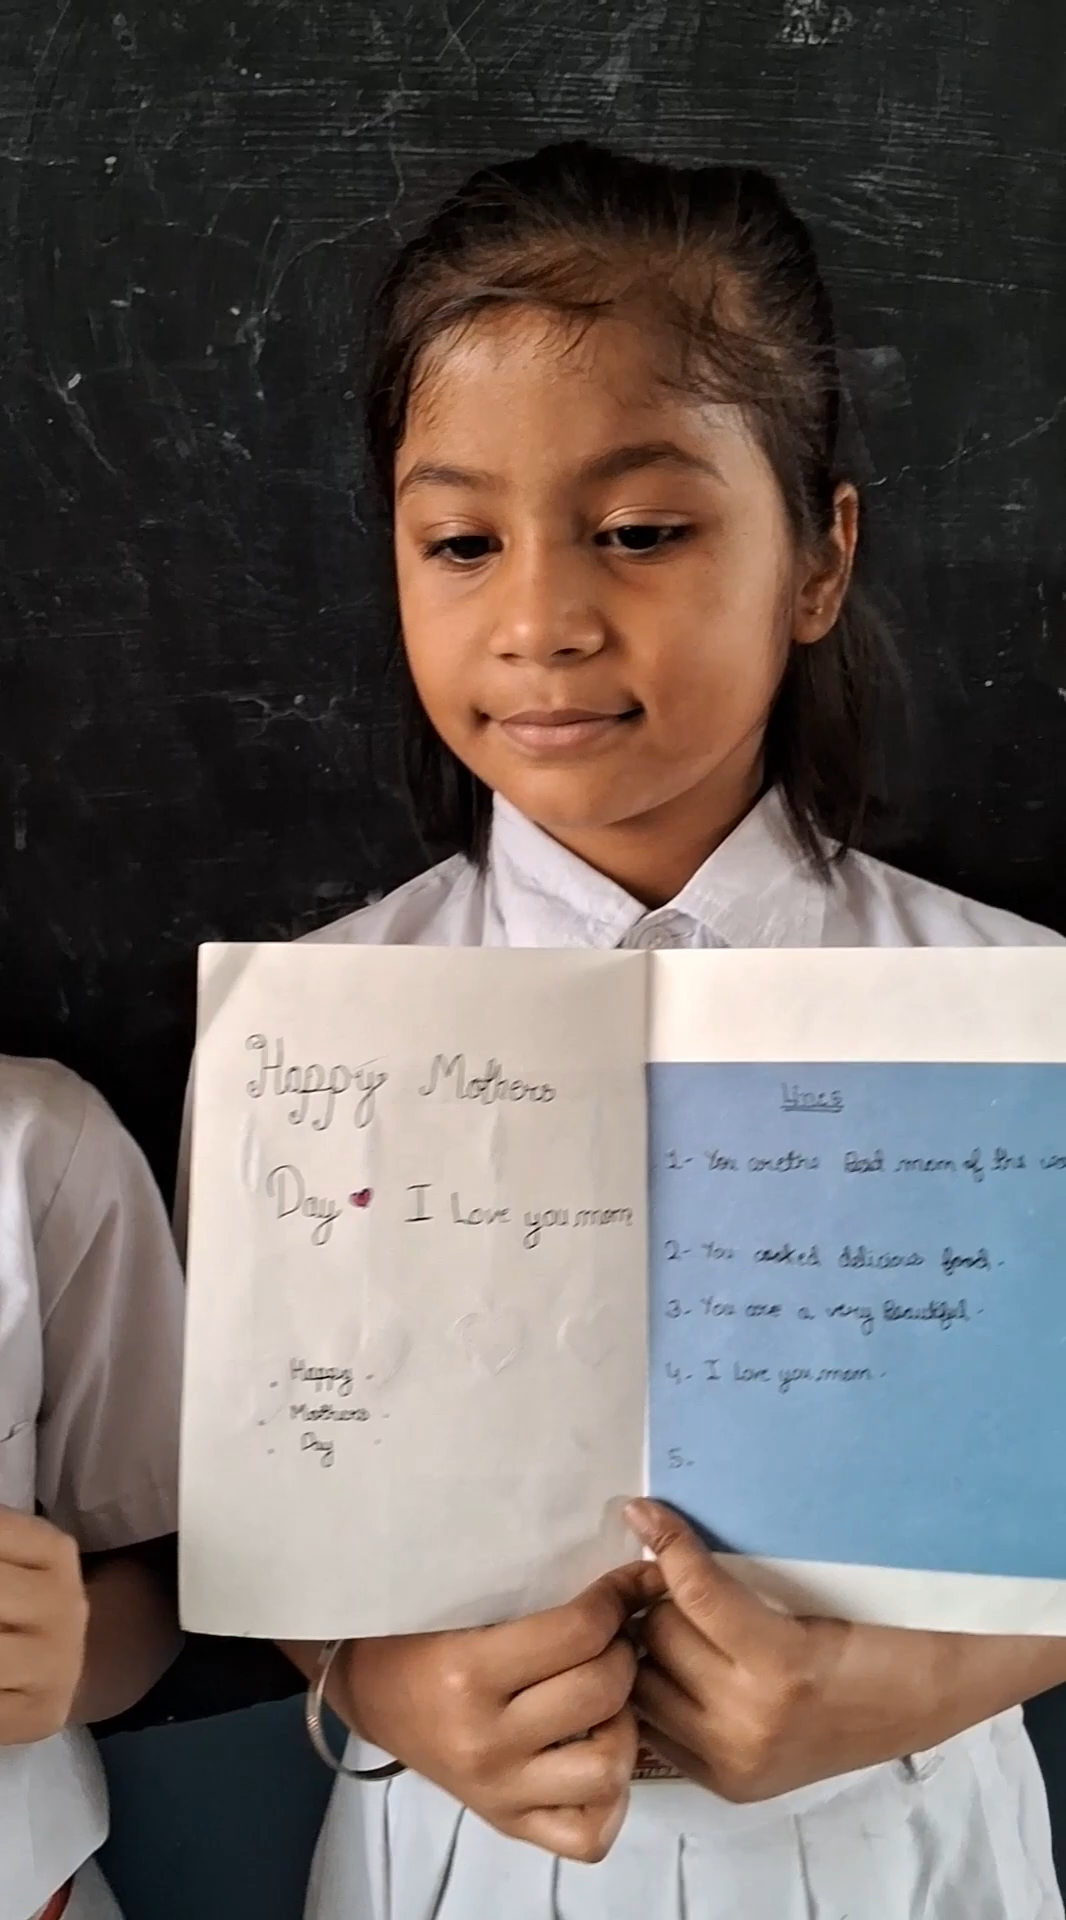 Happy Mothers
Day I Love you mom
Happy
Mothers
Day
Lines
1- You are the Best mom of the wo
2- You cooked delicious food.
3. You are a very Beautiful.
4. I love you mom.
5.